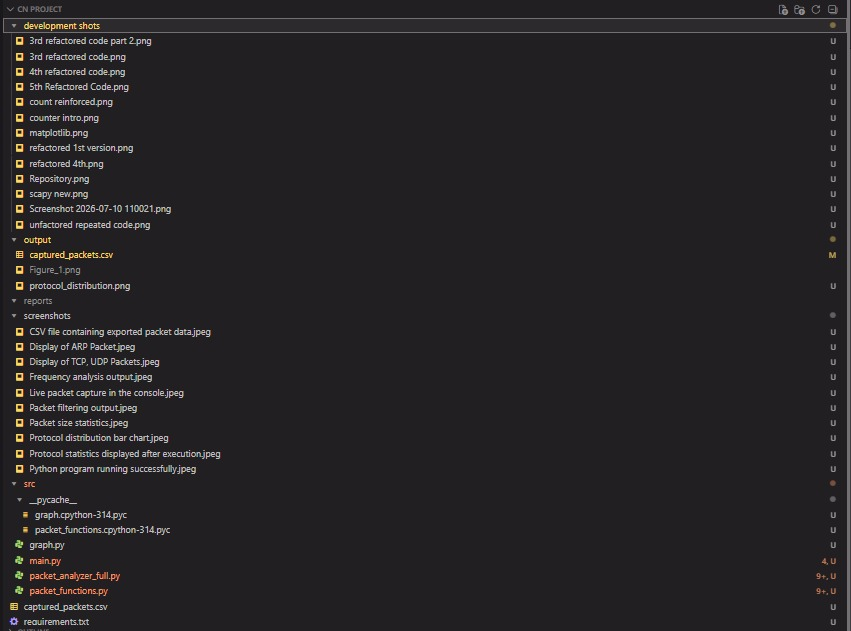 CN PROJECT
development shots
3rd refactored code part 2.png U
3rd refactored code.png U
4th refactored code.png U
5th Refactored Code.png U
count reinforced.png U
counter intro.png U
matplotlib.png U
refactored 1st version.png U
refactored 4th.png U
Repository.png U
scapy new.png U
Screenshot 2026-07-10 110021.png U
unfactored repeated code.png U
output
captured_packets.csv M
Figure_1.png
protocol_distribution.png U
reports
screenshots
CSV file containing exported packet data.jpeg U
Display of ARP Packet.jpeg U
Display of TCP, UDP Packets.jpeg U
Frequency analysis output.jpeg U
Live packet capture in the console.jpeg U
Packet filtering output.jpeg U
Packet size statistics.jpeg U
Protocol distribution bar chart.jpeg U
Protocol statistics displayed after execution.jpeg U
Python program running successfully.jpeg U
src
__pycache__
graph.cpython-314.pyc U
packet_functions.cpython-314.pyc U
graph.py U
main.py 4, U
packet_analyzer_full.py 9+, U
packet_functions.py 9+, U
captured_packets.csv U
requirements.txt U